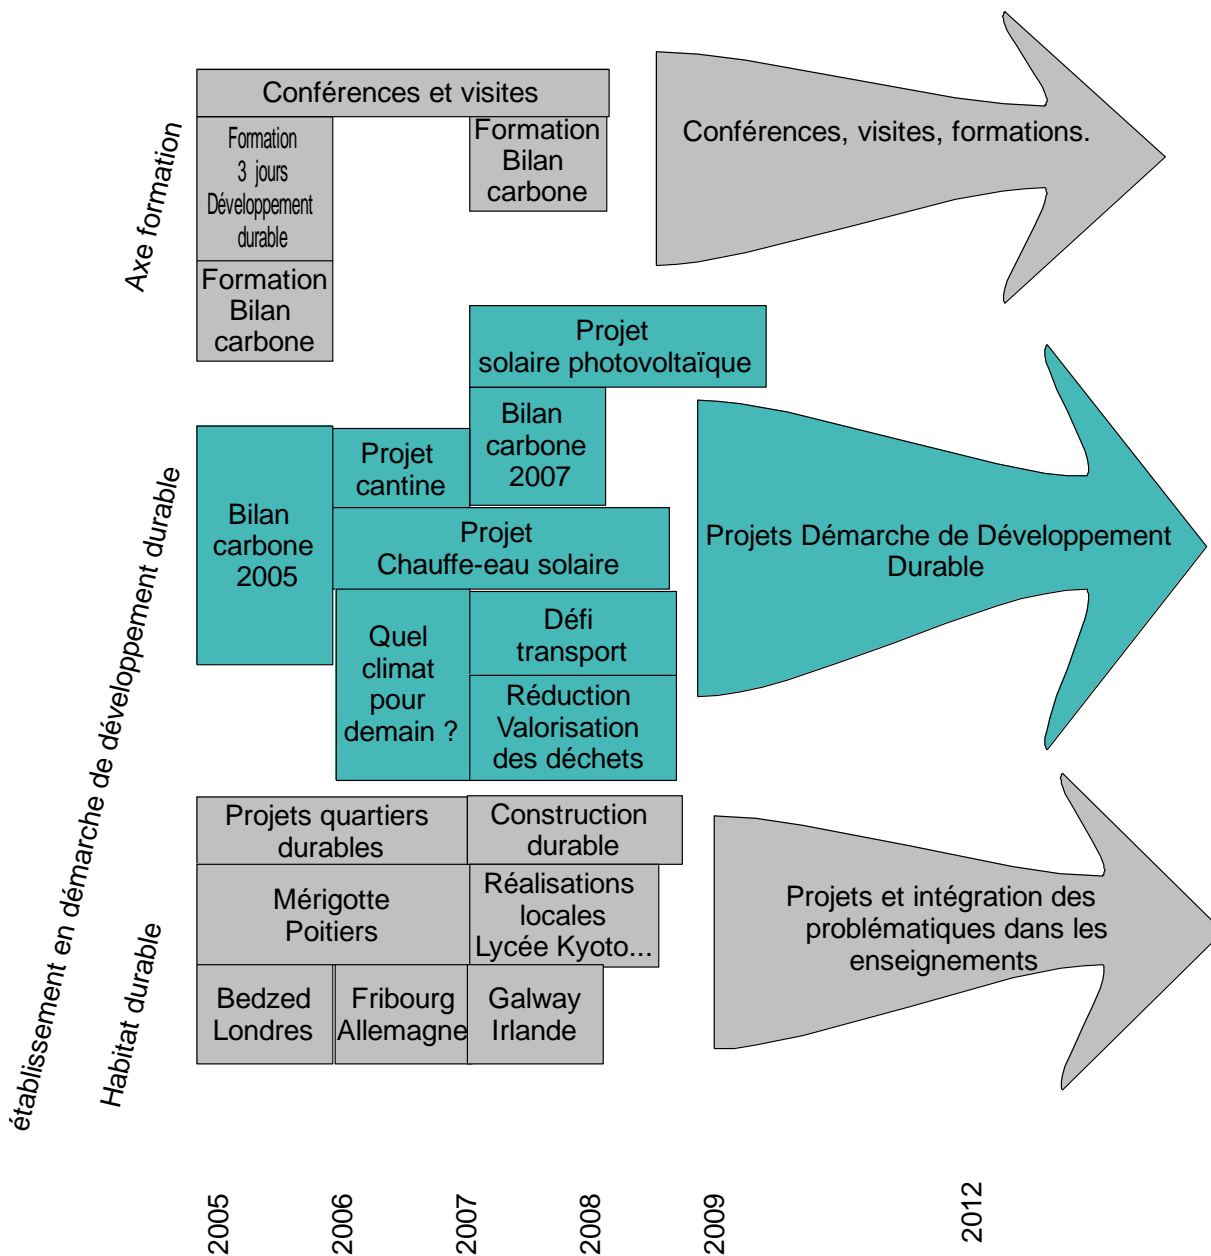 Axe formation
Conférences et visites
Formation
3 jours
Développement
durable
Formation
Bilan
carbone
Formation
Bilan
carbone
Conférences, visites, formations.
établissement en démarche de développement durable
Projet
solaire photovoltaïque
Bilan
carbone
2005
Projet
cantine
Bilan
carbone
2007
Projet
Chauffe-eau solaire
Quel
climat
pour
demain ?
Défi
transport
Réduction
Valorisation
des déchets
Projets Démarche de Développement
Durable
Habitat durable
Projets quartiers
durables
Construction
durable
Mérigotte
Poitiers
Réalisations
locales
Lycée Kyoto...
Bedzed
Londres
Fribourg
Allemagne
Galway
Irlande
Projets et intégration des
problématiques dans les
enseignements
2005
2006
2007
2008
2009
2012